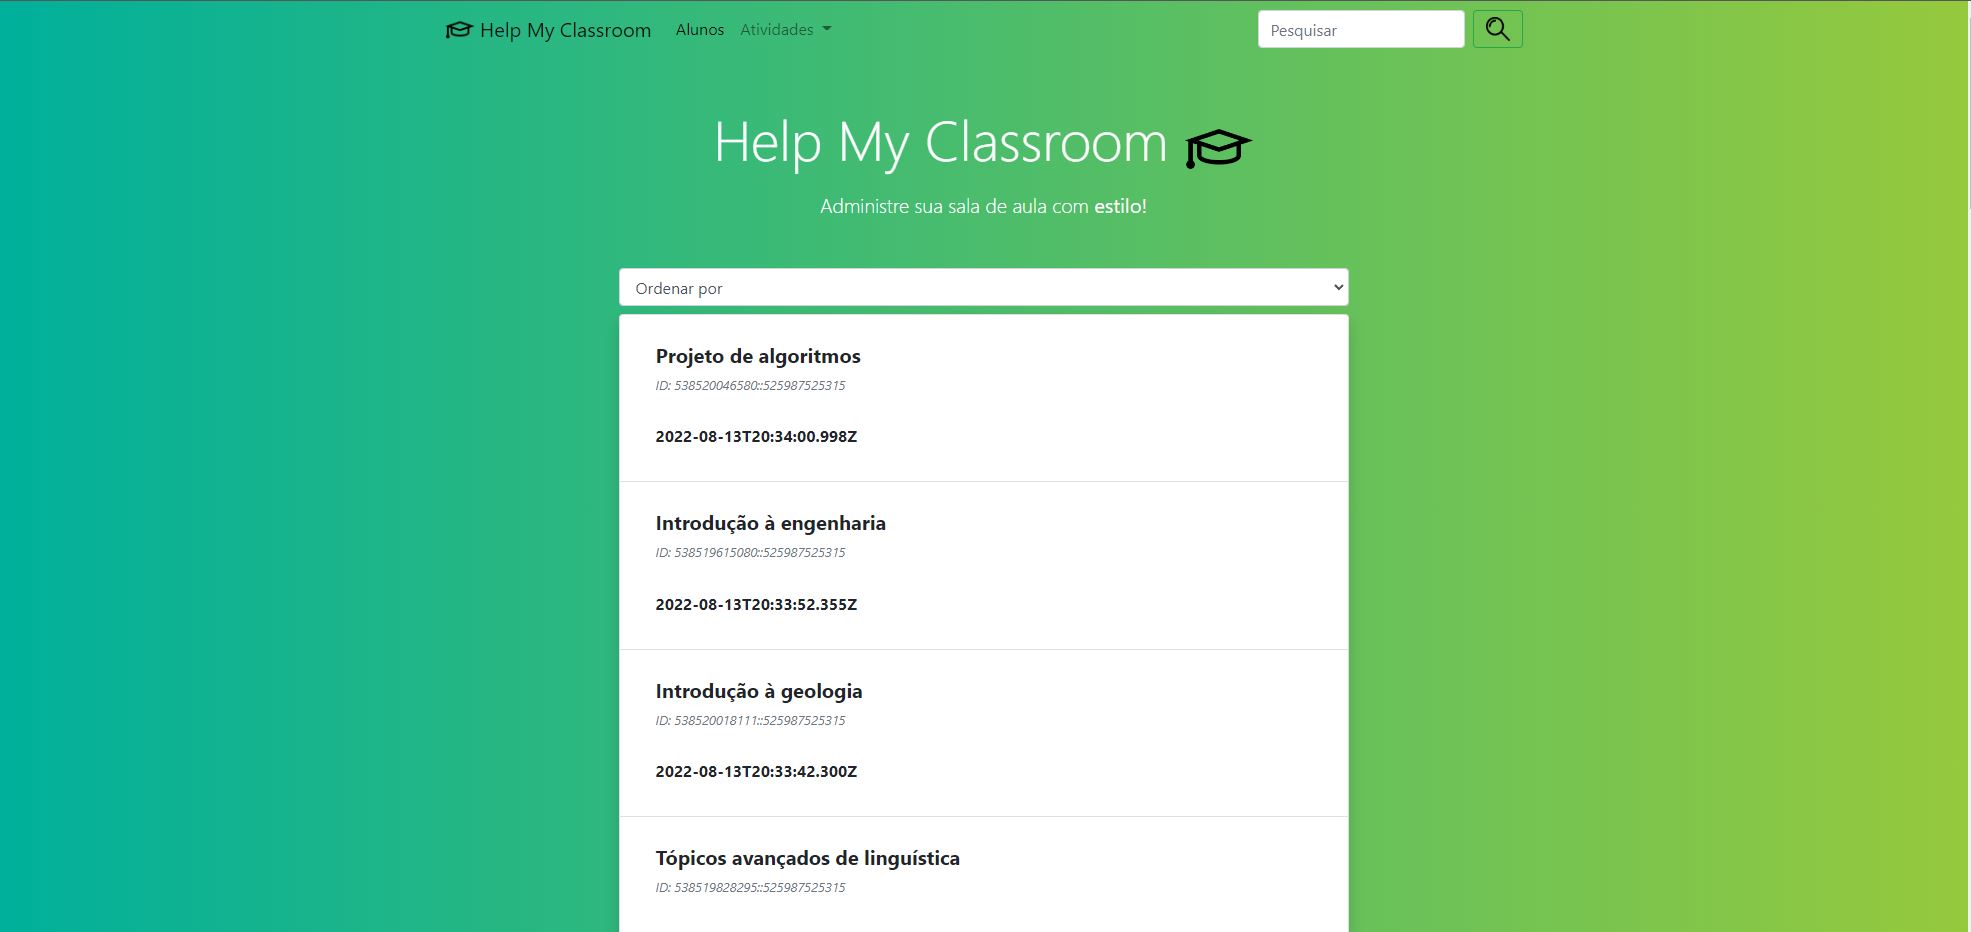 Help My Classroom Alunos Atividades Pesquisar
Help My Classroom
Administre sua sala de aula com estilo!
Ordenar por
Projeto de algoritmos
ID: 538520046580::525987525315
2022-08-13T20:34:00.998Z
Introdução à engenharia
ID: 538519615080::525987525315
2022-08-13T20:33:52.355Z
Introdução à geologia
ID: 538520018111::525987525315
2022-08-13T20:33:42.300Z
Tópicos avançados de linguística
ID: 538519828295::525987525315